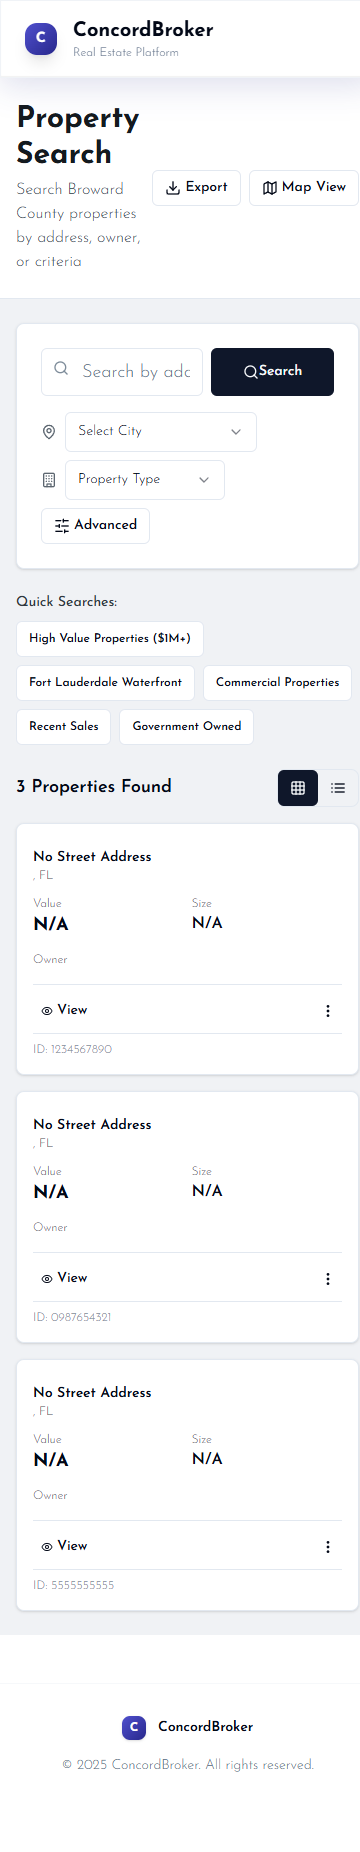 C
ConcordBroker
Real Estate Platform
Property
Search
Search Broward
County properties
by address, owner,
or criteria
Export
Map View
Search by adc
Search
Select City
Property Type
Advanced
Quick Searches:
High Value Properties ($1M+)
Fort Lauderdale Waterfront
Commercial Properties
Recent Sales
Government Owned
3 Properties Found
No Street Address
, FL
Value
Size
N/A
N/A
Owner
View
ID: 1234567890
No Street Address
, FL
Value
Size
N/A
N/A
Owner
View
ID: 0987654321
No Street Address
, FL
Value
Size
N/A
N/A
Owner
View
ID: 5555555555
C
ConcordBroker
© 2025 ConcordBroker. All rights reserved.